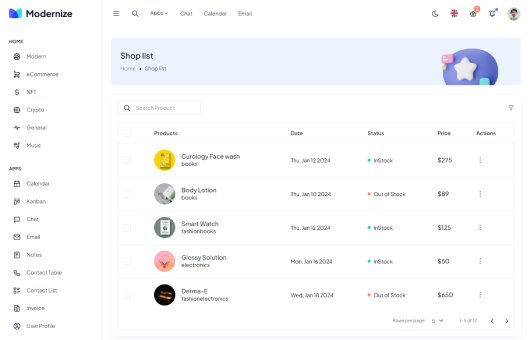 Modernize
Apps
Chat
Calendar
Email
HOME
Modern
eCommerce
NFT
Crypto
General
Music
APPS
Calendar
Kanban
Chat
Email
Notes
Contact Table
Contact List
Invoice
User Profile
Shop list
Home • Shop list
Search Product
Products Date Status Price Actions
Curology Face wash
books
Thu, Jan 12 2024 InStock $275
Body Lotion
books
Thu, Jan 10 2024 Out of Stock $89
Smart Watch
fashionbooks
Thu, Jan 12 2024 InStock $125
Glossy Solution
electronics
Mon, Jan 16 2024 InStock $50
Derma-E
fashionelectronics
Wed, Jan 18 2024 Out of Stock $650
Rows per page: 5 1–5 of 12